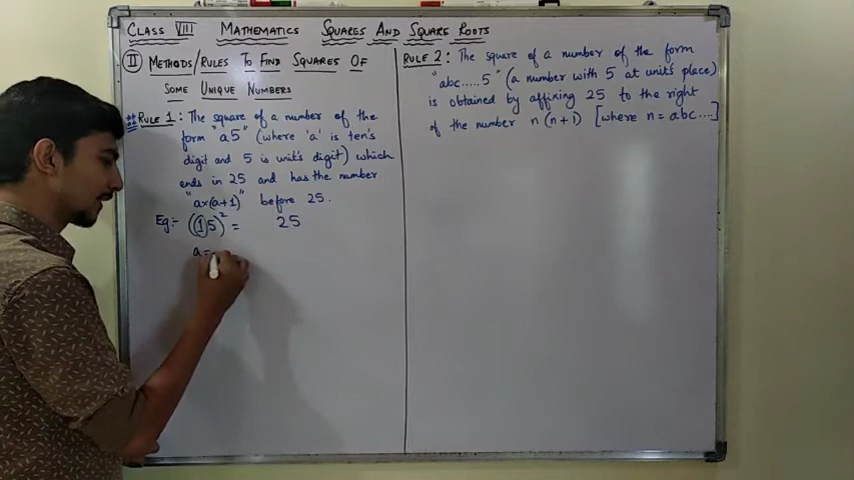 CLASS VIII MATHEMATICS SQUARES AND SQUARE ROOTS
II METHODS/RULES TO FIND SQUARES OF
SOME UNIQUE NUMBERS
RULE 1: The square of a number of the
form "a5" (where 'a' is ten's
digit and 5 is unit's digit) which
ends in 25 and has the number
"a×(a+1)" before 25.
Eg:- (15)² = 25
a=
RULE 2: The square of a number of the form
"abc.....5" (a number with 5 at unit's place)
is obtained by affixing 25 to the right
of the number n(n+1) [where n=abc....]